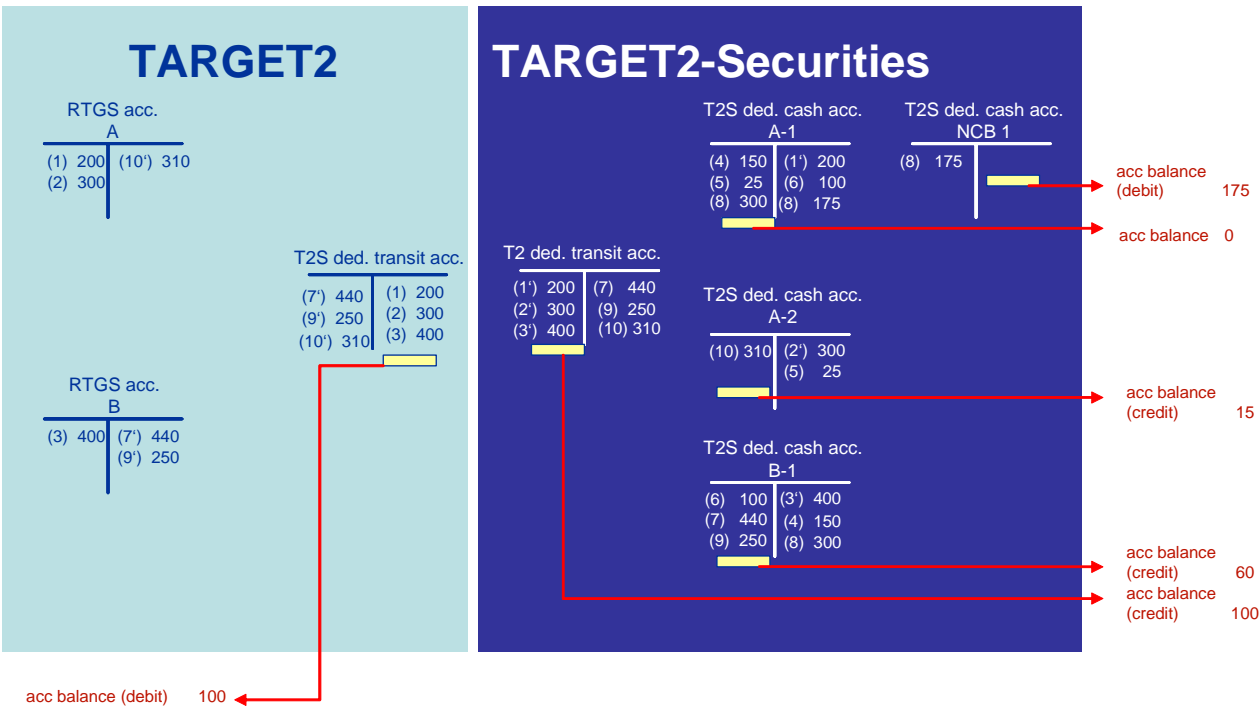 TARGET2
RTGS acc.
A
(1) 200 (10‘) 310
(2) 300
T2S ded. transit acc.
(7‘) 440 (1) 200
(9‘) 250 (2) 300
(10‘) 310 (3) 400
RTGS acc.
B
(3) 400 (7‘) 440
(9‘) 250
TARGET2-Securities
T2S ded. cash acc.
A-1
(4) 150 (1‘) 200
(5) 25 (6) 100
(8) 300 (8) 175
T2S ded. cash acc.
NCB 1
(8) 175
T2 ded. transit acc.
(1‘) 200 (7) 440
(2‘) 300 (9) 250
(3‘) 400 (10) 310
T2S ded. cash acc.
A-2
(10) 310 (2‘) 300
(5) 25
T2S ded. cash acc.
B-1
(6) 100 (3‘) 400
(7) 440 (4) 150
(9) 250 (8) 300
acc balance
(debit) 175
acc balance 0
acc balance
(credit) 15
acc balance
(credit) 60
acc balance
(credit) 100
acc balance (debit) 100